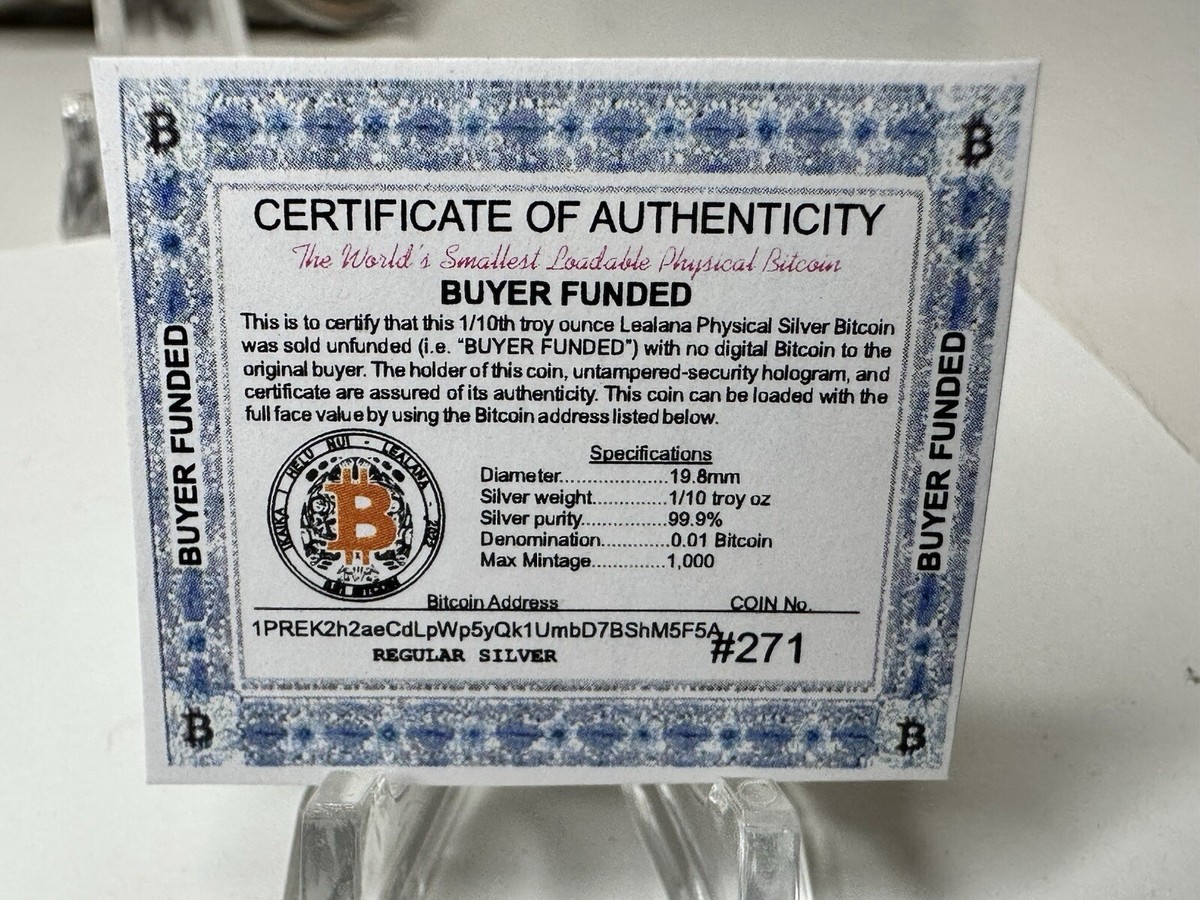 CERTIFICATE OF AUTHENTICITY
The World's Smallest Loadable Physical Bitcoin
BUYER FUNDED
This is to certify that this 1/10th troy ounce Lealana Physical Silver Bitcoin
was sold unfunded (i.e. "BUYER FUNDED") with no digital Bitcoin to the
original buyer. The holder of this coin, untampered-security hologram, and
certificate are assured of its authenticity. This coin can be loaded with the
full face value by using the Bitcoin address listed below.
BUYER FUNDED
BUYER FUNDED
IKAIKA I HELU NUI - LEALANA - 2023
Specifications
Diameter....................19.8mm
Silver weight.............1/10 troy oz
Silver purity...............99.9%
Denomination............0.01 Bitcoin
Max Mintage.............1,000
Bitcoin Address
COIN No.
1PREK2h2aeCdLpWp5yQk1UmbD7BShM5F5A
#271
REGULAR SILVER